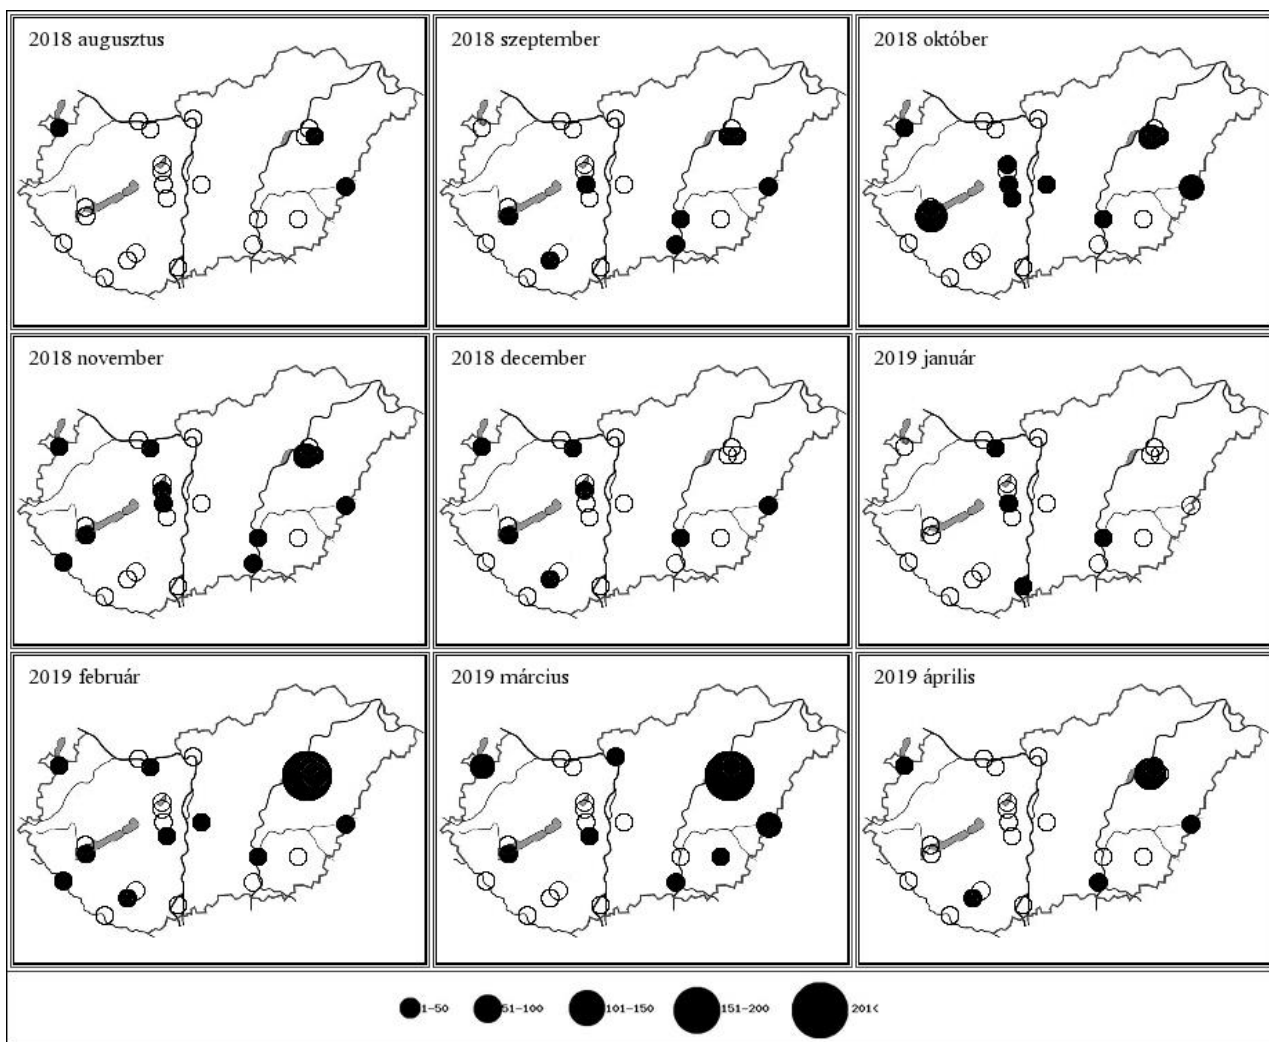 2018 augusztus
2018 szeptember
2018 október
2018 november
2018 december
2019 január
2019 február
2019 március
2019 április
1-50
51-100
101-150
151-200
201<